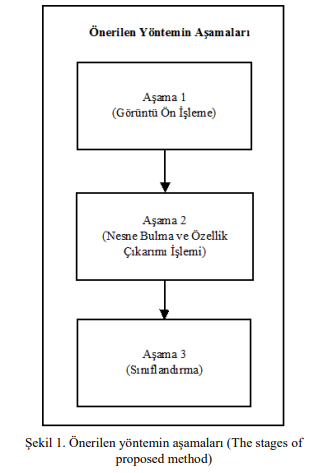 Önerilen Yöntemin Aşamaları
Aşama 1
(Görüntü Ön İşleme)
Aşama 2
(Nesne Bulma ve Özellik
Çıkarımı İşlemi)
Aşama 3
(Sınıflandırma)
Şekil 1. Önerilen yöntemin aşamaları (The stages of
proposed method)